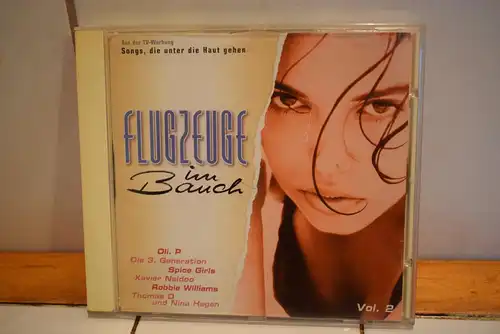 Aus der TV-Werbung
Songs, die unter die Haut gehen
FLUGZEUGE
im
Bauch
Oli. P
Die 3. Generation
Spice Girls
Xavier Naidoo
Robbie Williams
Thomas D
und Nina Hagen
Vol. 2